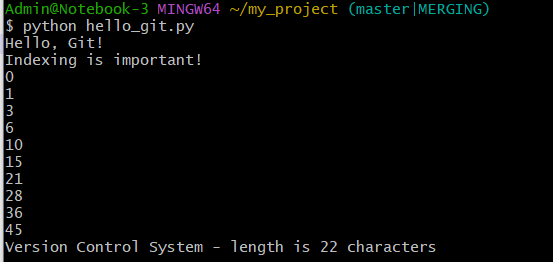 Admin@Notebook-3 MINGW64 ~/my_project (master|MERGING)
$ python hello_git.py
Hello, Git!
Indexing is important!
0
1
3
6
10
15
21
28
36
45
Version Control System - length is 22 characters